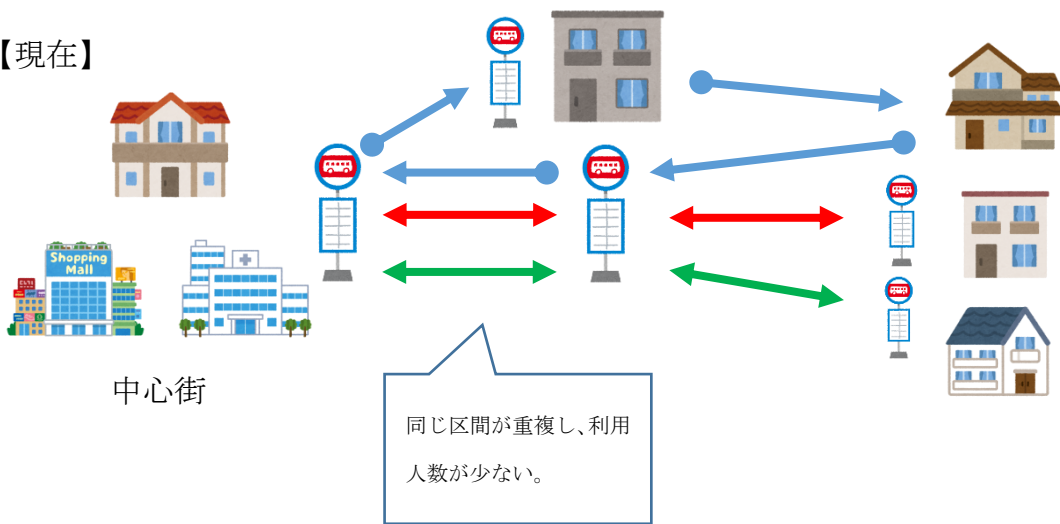 【現在】
Shopping
Mall
中心街
同じ区間が重複し、利用
人数が少ない。